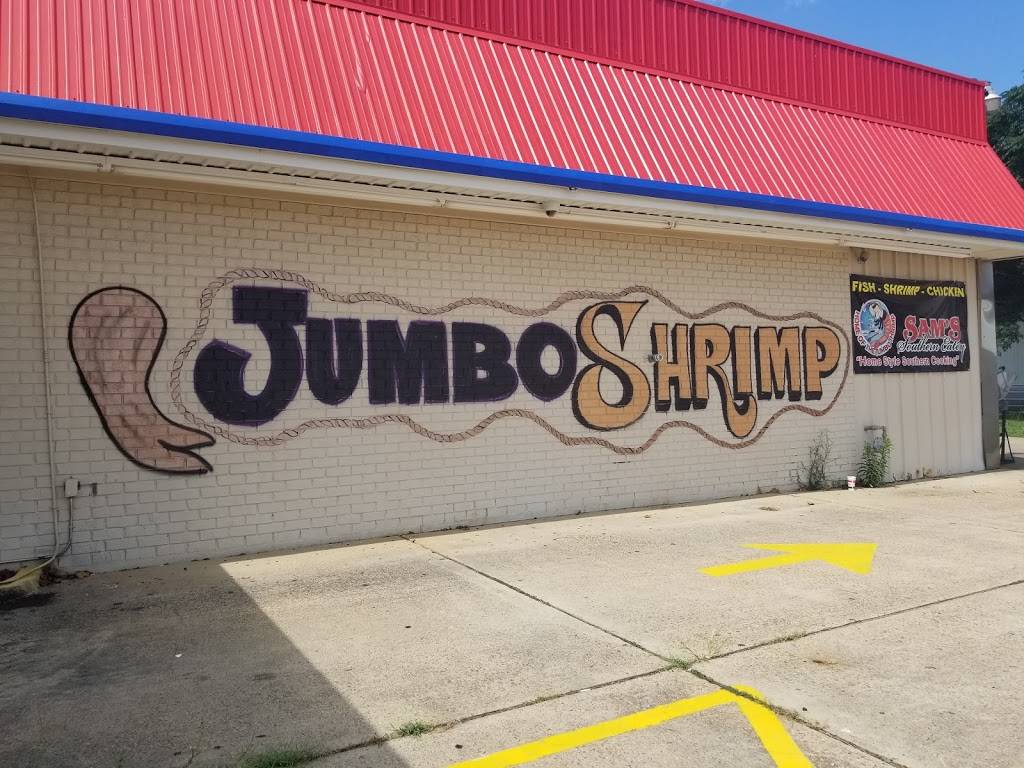 JUMBO SHRIMP
FISH - SHRIMP - CHICKEN
SAM'S
Southern Eatery
"Home Style Southern Cooking"